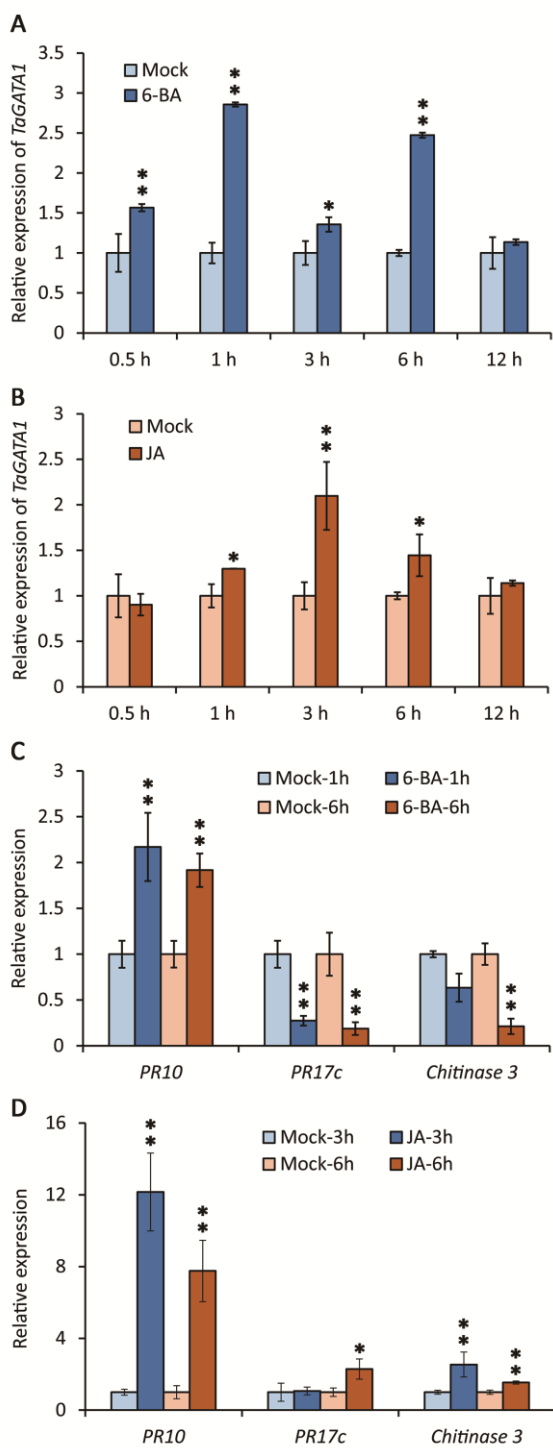 A
Relative expression of TaGATA1
3.5
3
2.5
2
1.5
1
0.5
0
Mock
6-BA
**
**
*
**
0.5 h 1 h 3 h 6 h 12 h
B
Relative expression of TaGATA1
3
2.5
2
1.5
1
0.5
0
Mock
JA
*
**
*
0.5 h 1 h 3 h 6 h 12 h
C
Relative expression
3
2.5
2
1.5
1
0.5
0
Mock-1h 6-BA-1h
Mock-6h 6-BA-6h
**
**
**
**
**
PR10 PR17c Chitinase 3
D
Relative expression
16
12
8
4
0
Mock-3h JA-3h
Mock-6h JA-6h
**
**
*
**
**
PR10 PR17c Chitinase 3